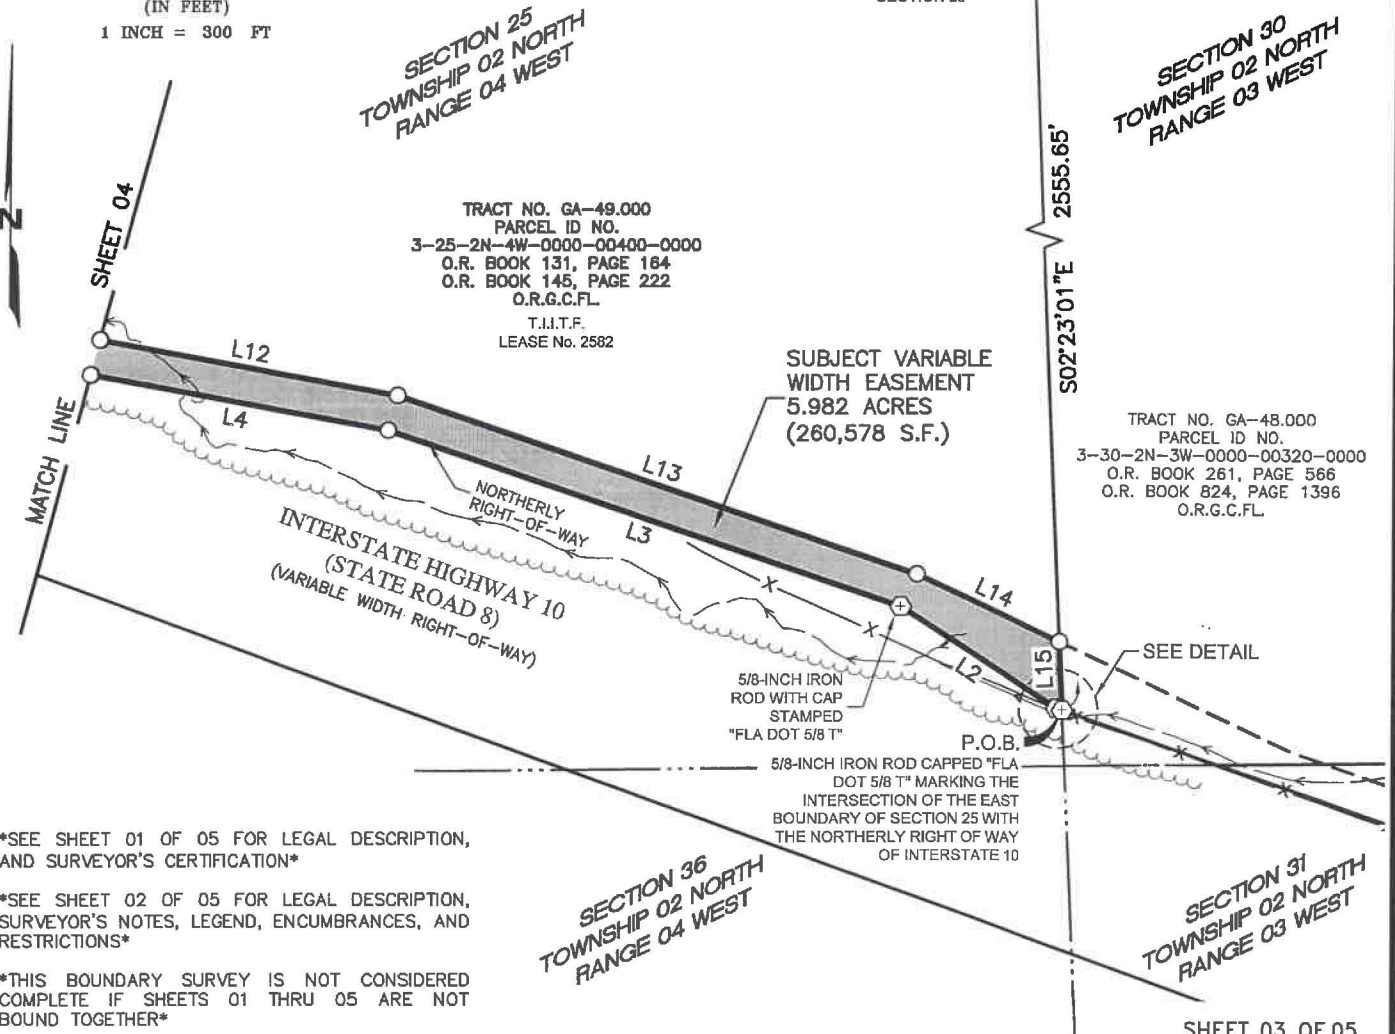 (IN FEET)
1 INCH = 300 FT
SECTION 25
TOWNSHIP 02 NORTH
RANGE 04 WEST
SECTION 30
TOWNSHIP 02 NORTH
RANGE 03 WEST
2555.65'
S02°23'01"E
N
SHEET 04
MATCH LINE
TRACT NO. GA-49.000
PARCEL ID NO.
3-25-2N-4W-0000-00400-0000
O.R. BOOK 131, PAGE 164
O.R. BOOK 145, PAGE 222
O.R.G.C.FL.
T.I.I.T.F.
LEASE No. 2582
SUBJECT VARIABLE
WIDTH EASEMENT
5.982 ACRES
(260,578 S.F.)
TRACT NO. GA-48.000
PARCEL ID NO.
3-30-2N-3W-0000-00320-0000
O.R. BOOK 261, PAGE 566
O.R. BOOK 824, PAGE 1396
O.R.G.C.FL.
L12
L4
L13
L3
L14
L15
L2
NORTHERLY
RIGHT-OF-WAY
INTERSTATE HIGHWAY 10
(STATE ROAD 8)
(VARIABLE WIDTH RIGHT-OF-WAY)
SEE DETAIL
5/8-INCH IRON
ROD WITH CAP
STAMPED
"FLA DOT 5/8 T"
P.O.B.
5/8-INCH IRON ROD CAPPED "FLA
DOT 5/8 T" MARKING THE
INTERSECTION OF THE EAST
BOUNDARY OF SECTION 25 WITH
THE NORTHERLY RIGHT OF WAY
OF INTERSTATE 10
*SEE SHEET 01 OF 05 FOR LEGAL DESCRIPTION,
AND SURVEYOR'S CERTIFICATION*
*SEE SHEET 02 OF 05 FOR LEGAL DESCRIPTION,
SURVEYOR'S NOTES, LEGEND, ENCUMBRANCES, AND
RESTRICTIONS*
*THIS BOUNDARY SURVEY IS NOT CONSIDERED
COMPLETE IF SHEETS 01 THRU 05 ARE NOT
BOUND TOGETHER*
SECTION 36
TOWNSHIP 02 NORTH
RANGE 04 WEST
SECTION 31
TOWNSHIP 02 NORTH
RANGE 03 WEST
SHEET 03 OF 05